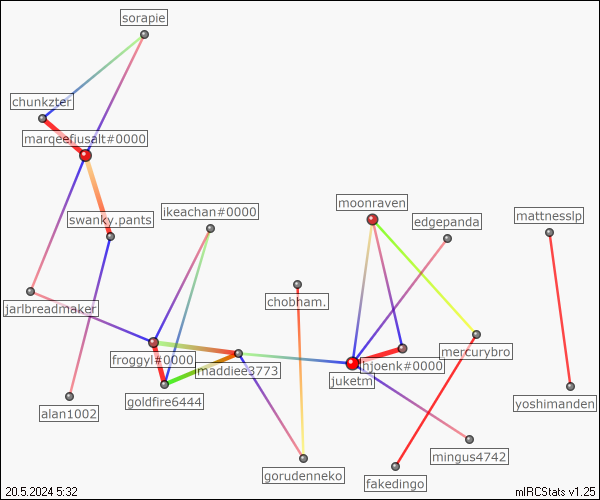 sorapie
chunkzter
marqeefiusalt#0000
ikeachan#0000
swanky.pants
moonraven
edgepanda
mattnesslp
chobham.
jarlbreadmaker
froggyl#0000
maddiee3773
hjoenk#0000
mercurybro
juketm
goldfire6444
alan1002
yoshimanden
mingus4742
gorudenneko
fakedingo
20.5.2024 5:32
mIRCStats v1.25